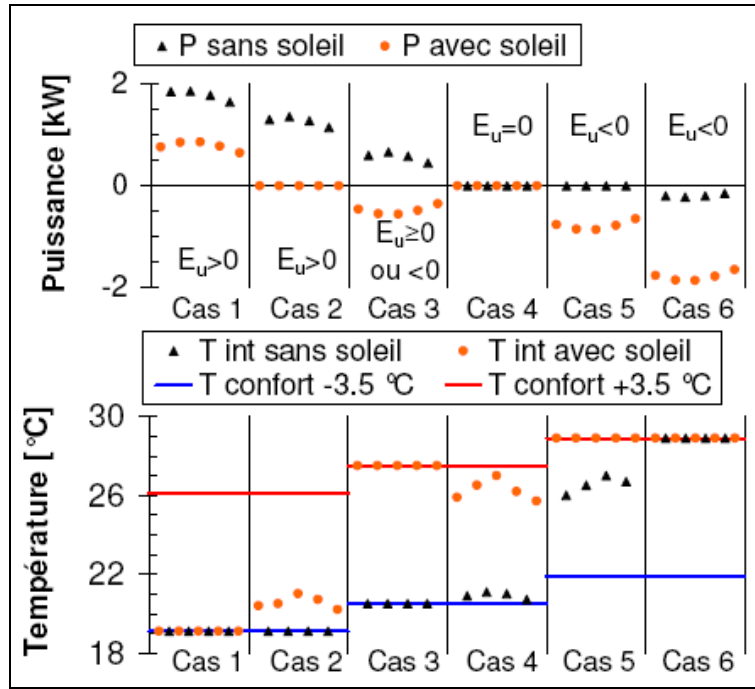 ▲ P sans soleil ● P avec soleil
Puissance [kW]
2
0
-2
E_u>0
E_u>0
E_u≥0
ou <0
E_u=0
E_u<0
E_u<0
Cas 1 Cas 2 Cas 3 Cas 4 Cas 5 Cas 6
▲ T int sans soleil ● T int avec soleil
T confort -3.5 °C T confort +3.5 °C
Température [°C]
30
26
22
18
Cas 1 Cas 2 Cas 3 Cas 4 Cas 5 Cas 6